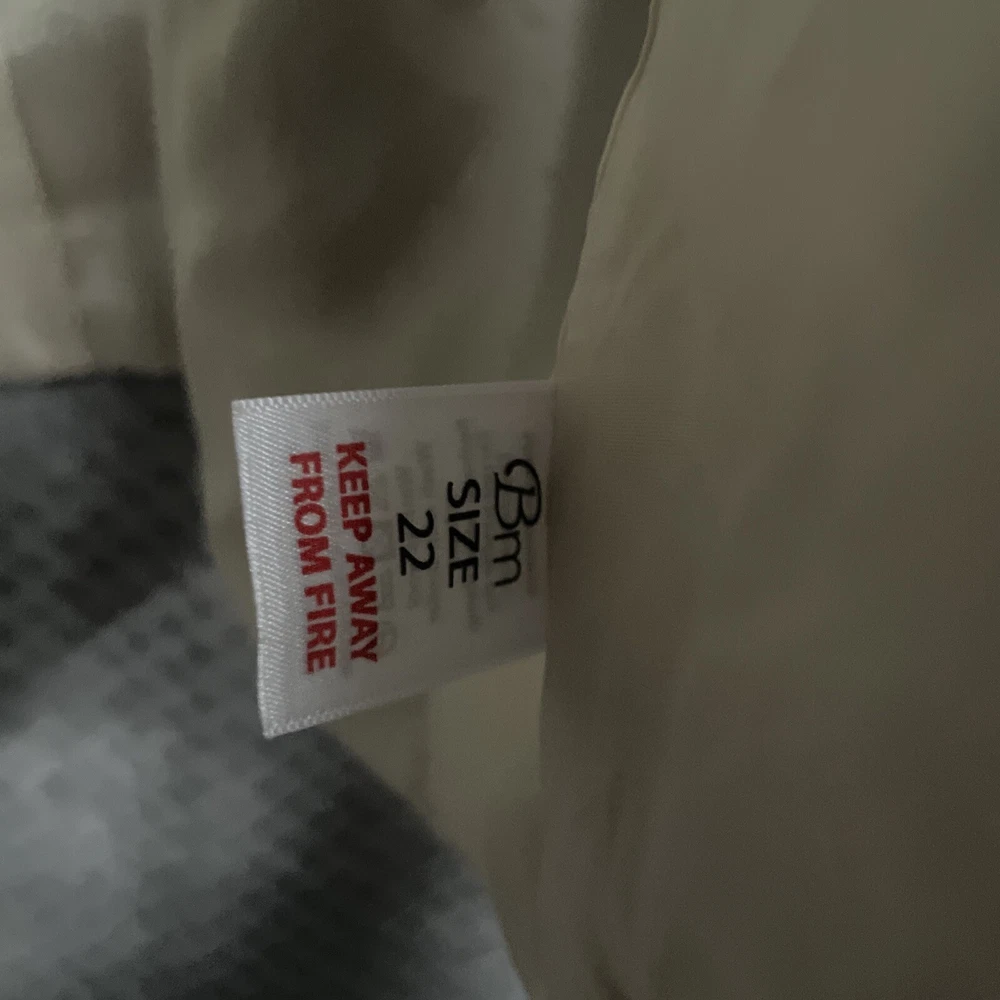 Bm
SIZE
22
KEEP AWAY
FROM FIRE